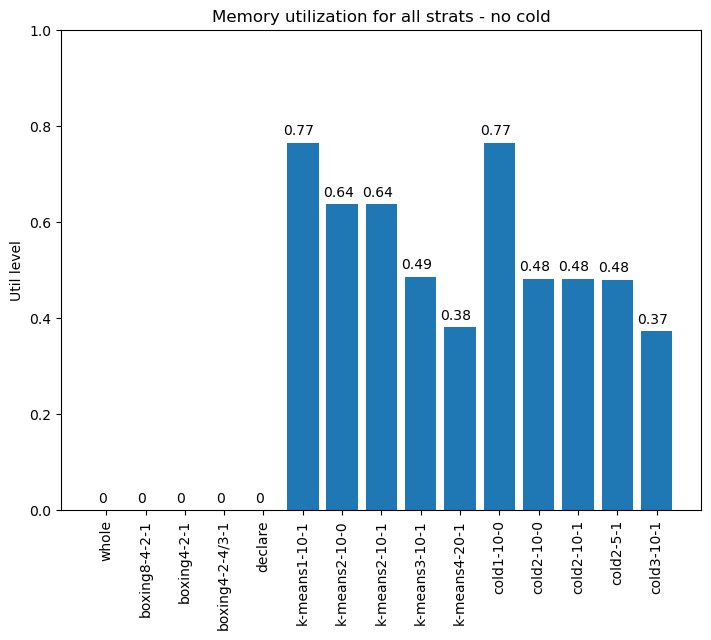 Memory utilization for all strats - no cold
Util level
1.0
0.8
0.6
0.4
0.2
0.0
0
0
0
0
0
0.77
0.64
0.64
0.49
0.38
0.77
0.48
0.48
0.48
0.37
whole
boxing8-4-2-1
boxing4-2-1
boxing4-2-4/3-1
declare
k-means1-10-1
k-means2-10-0
k-means2-10-1
k-means3-10-1
k-means4-20-1
cold1-10-0
cold2-10-0
cold2-10-1
cold2-5-1
cold3-10-1